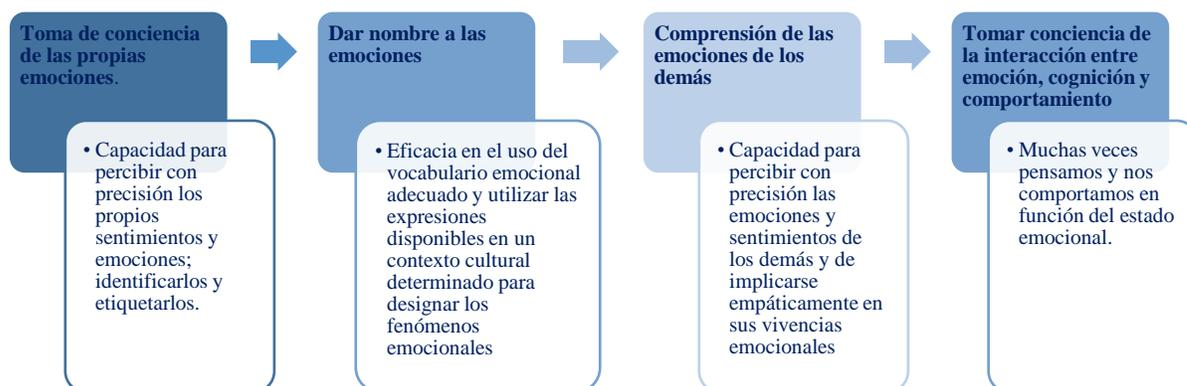 Toma de conciencia
de las propias
emociones.
• Capacidad para
percibir con
precisión los
propios
sentimientos y
emociones;
identificarlos y
etiquetarlos.
Dar nombre a las
emociones
• Eficacia en el uso del
vocabulario emocional
adecuado y utilizar las
expresiones
disponibles en un
contexto cultural
determinado para
designar los
fenómenos
emocionales
Comprensión de las
emociones de los
demás
• Capacidad para
percibir con
precisión las
emociones y
sentimientos de
los demás y de
implicarse
empáticamente en
sus vivencias
emocionales
Tomar conciencia de
la interacción entre
emoción, cognición y
comportamiento
• Muchas veces
pensamos y nos
comportamos en
función del estado
emocional.